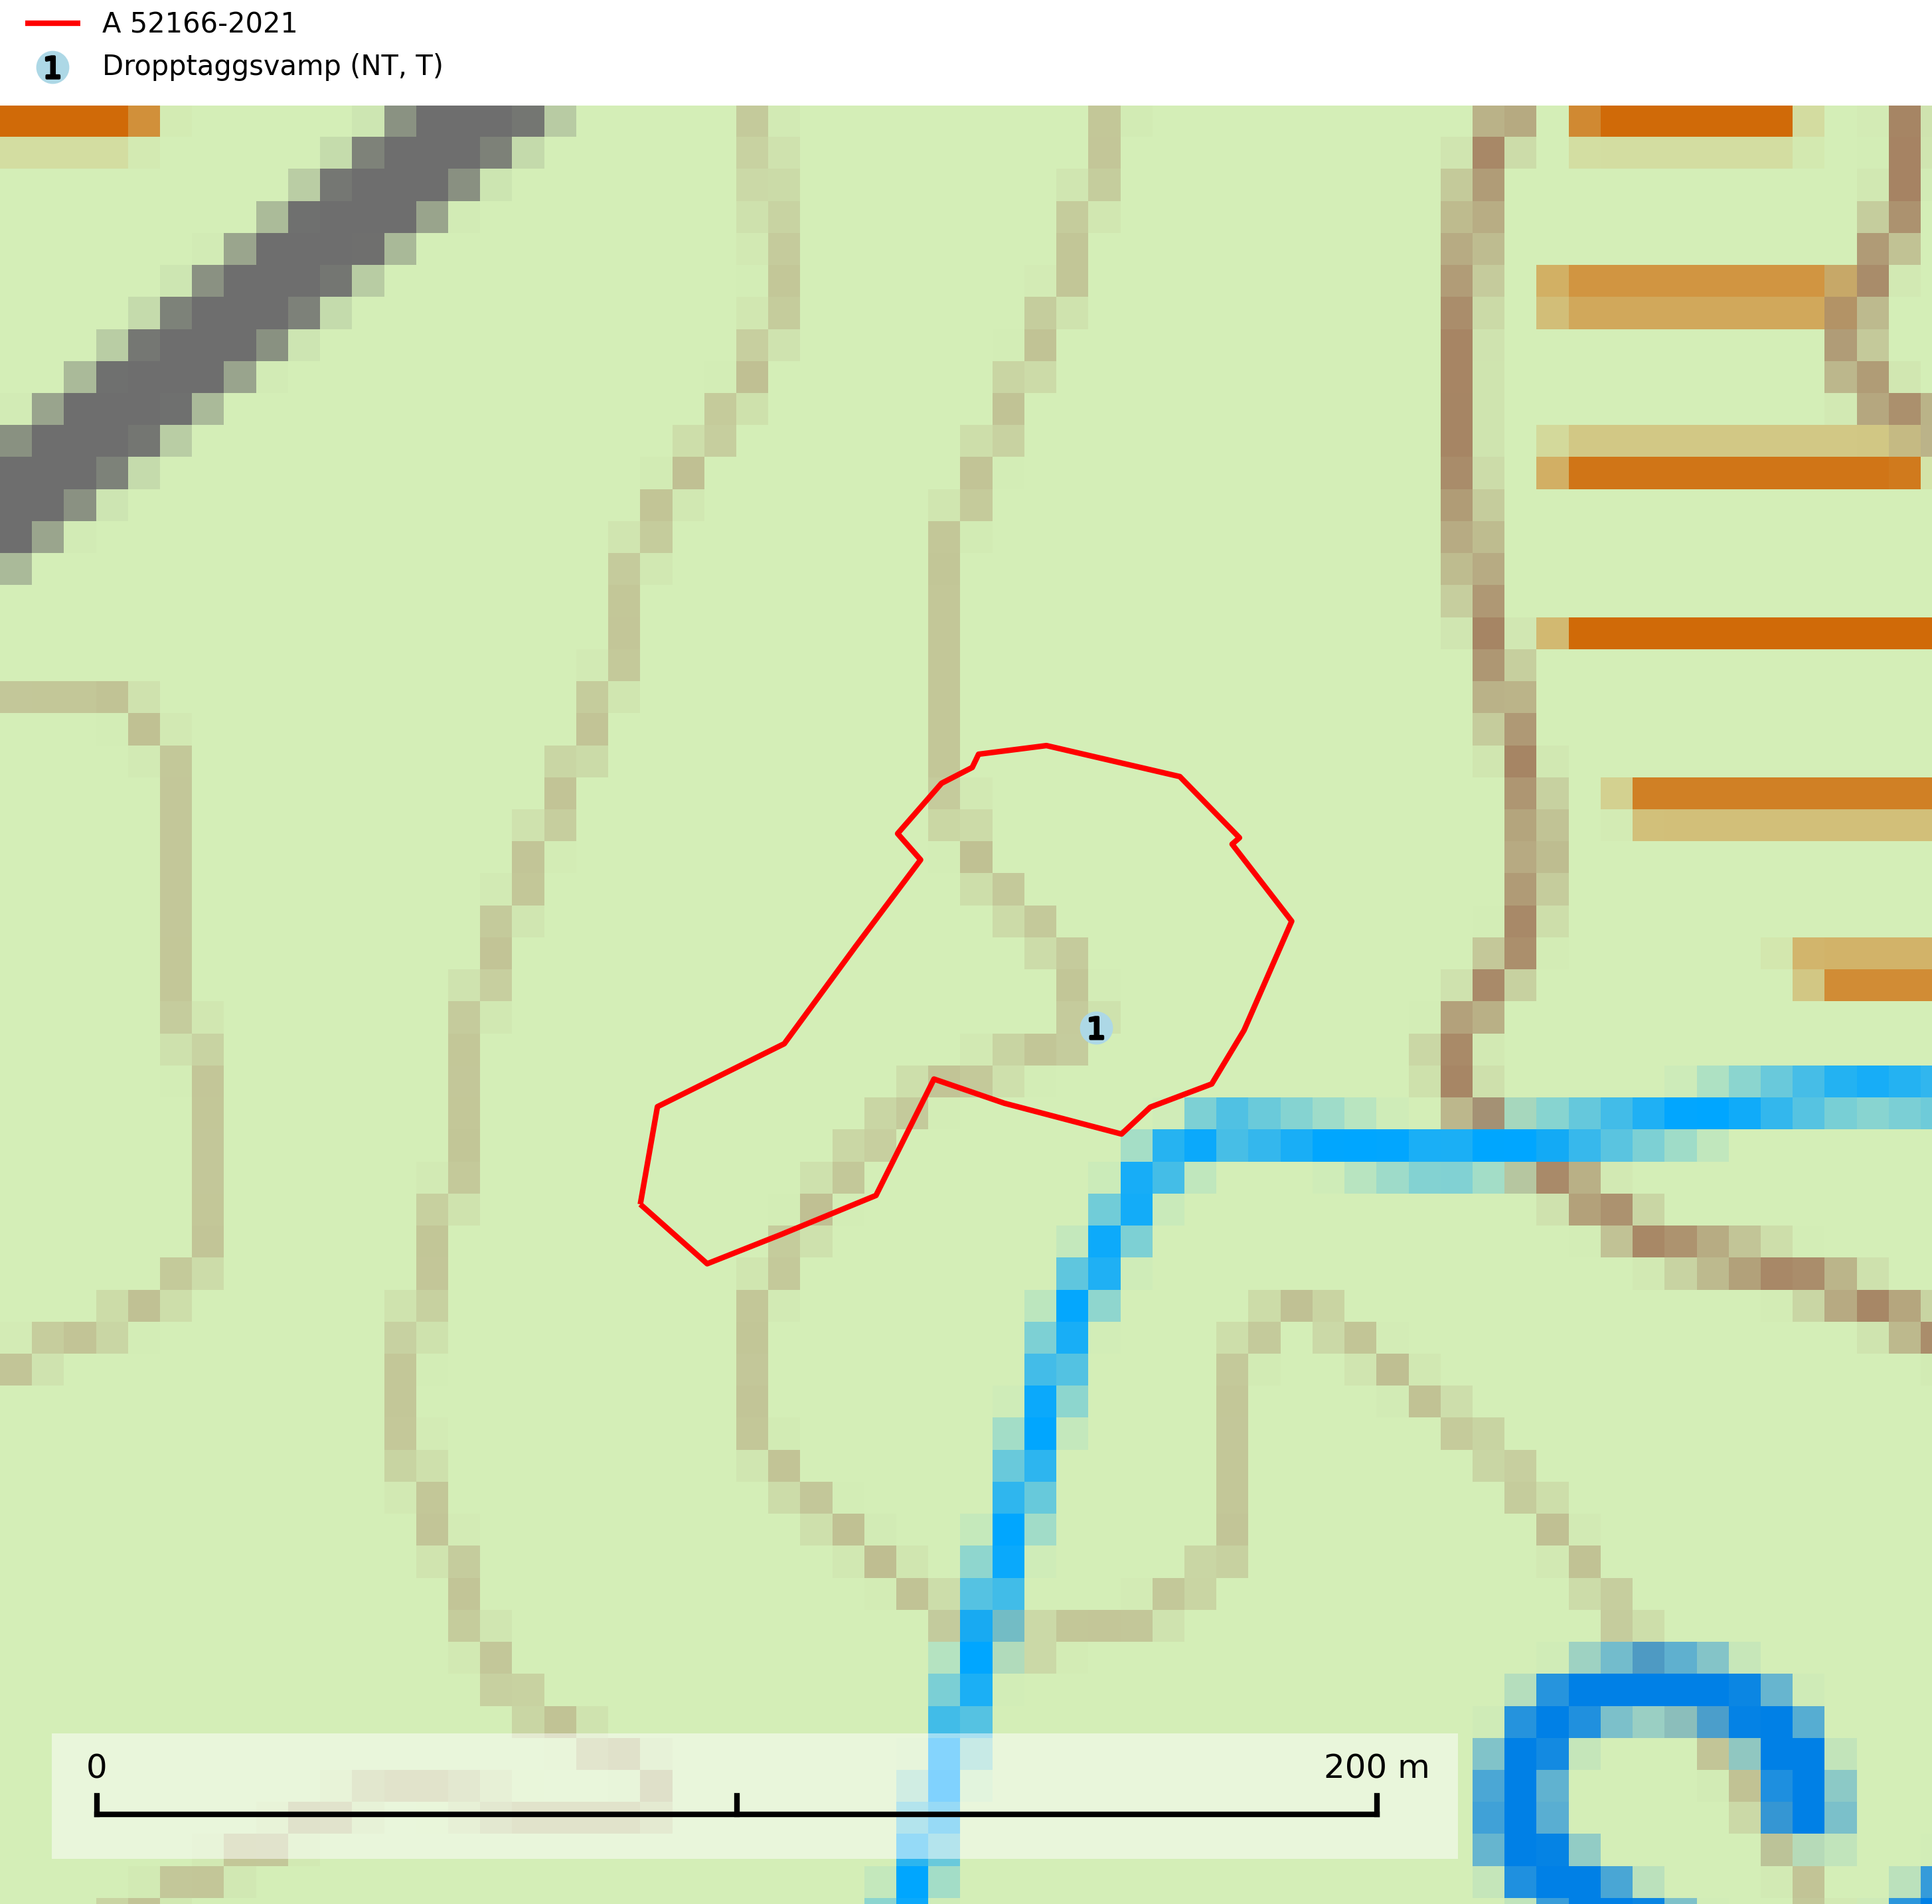 A 52166-2021
1 Dropptaggsvamp (NT, T)
1
0 200 m